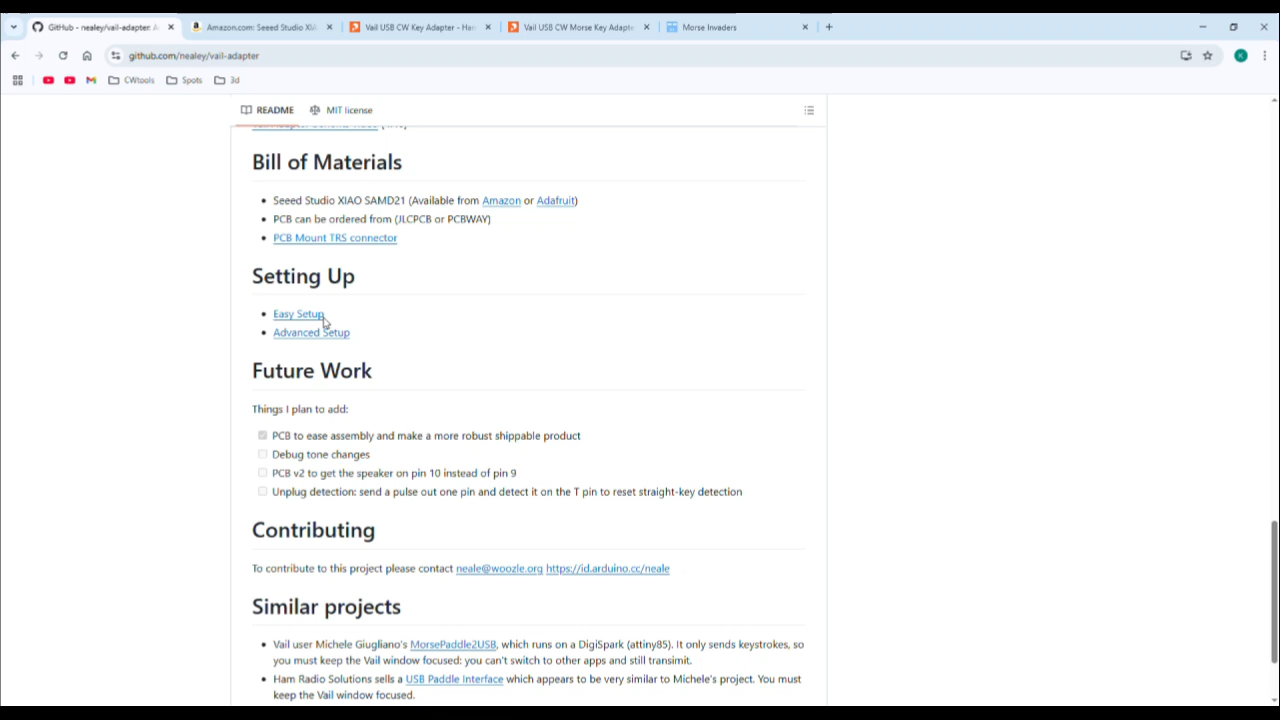 GitHub - nealey/vail-adapter: A
Amazon.com: Seeed Studio XIA
Vail USB CW Key Adapter - Ha
Vail USB CW Morse Key Adapte
Morse Invaders
github.com/nealey/vail-adapter
K
CWtools
Spots
3d
README
MIT license
Bill of Materials
Seeed Studio XIAO SAMD21 (Available from Amazon or Adafruit)
PCB can be ordered from (JLCPCB or PCBWAY)
PCB Mount TRS connector
Setting Up
Easy Setup
Advanced Setup
Future Work
Things I plan to add:
PCB to ease assembly and make a more robust shippable product
Debug tone changes
PCB v2 to get the speaker on pin 10 instead of pin 9
Unplug detection: send a pulse out one pin and detect it on the T pin to reset straight-key detection
Contributing
To contribute to this project please contact neale@woozle.org https://id.arduino.cc/neale
Similar projects
Vail user Michele Giugliano's MorsePaddle2USB, which runs on a DigiSpark (attiny85). It only sends keystrokes, so
you must keep the Vail window focused: you can't switch to other apps and still transimit.
Ham Radio Solutions sells a USB Paddle Interface which appears to be very similar to Michele's project. You must
keep the Vail window focused.